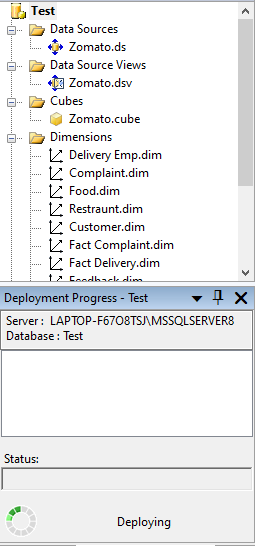 Test
Data Sources
Zomato.ds
Data Source Views
Zomato.dsv
Cubes
Zomato.cube
Dimensions
Delivery Emp.dim
Complaint.dim
Food.dim
Restraunt.dim
Customer.dim
Fact Complaint.dim
Fact Delivery.dim
Feedback.dim
Deployment Progress - Test
Server : LAPTOP-F67O8TSJ\MSSQLSERVER8
Database : Test
Status:
Deploying